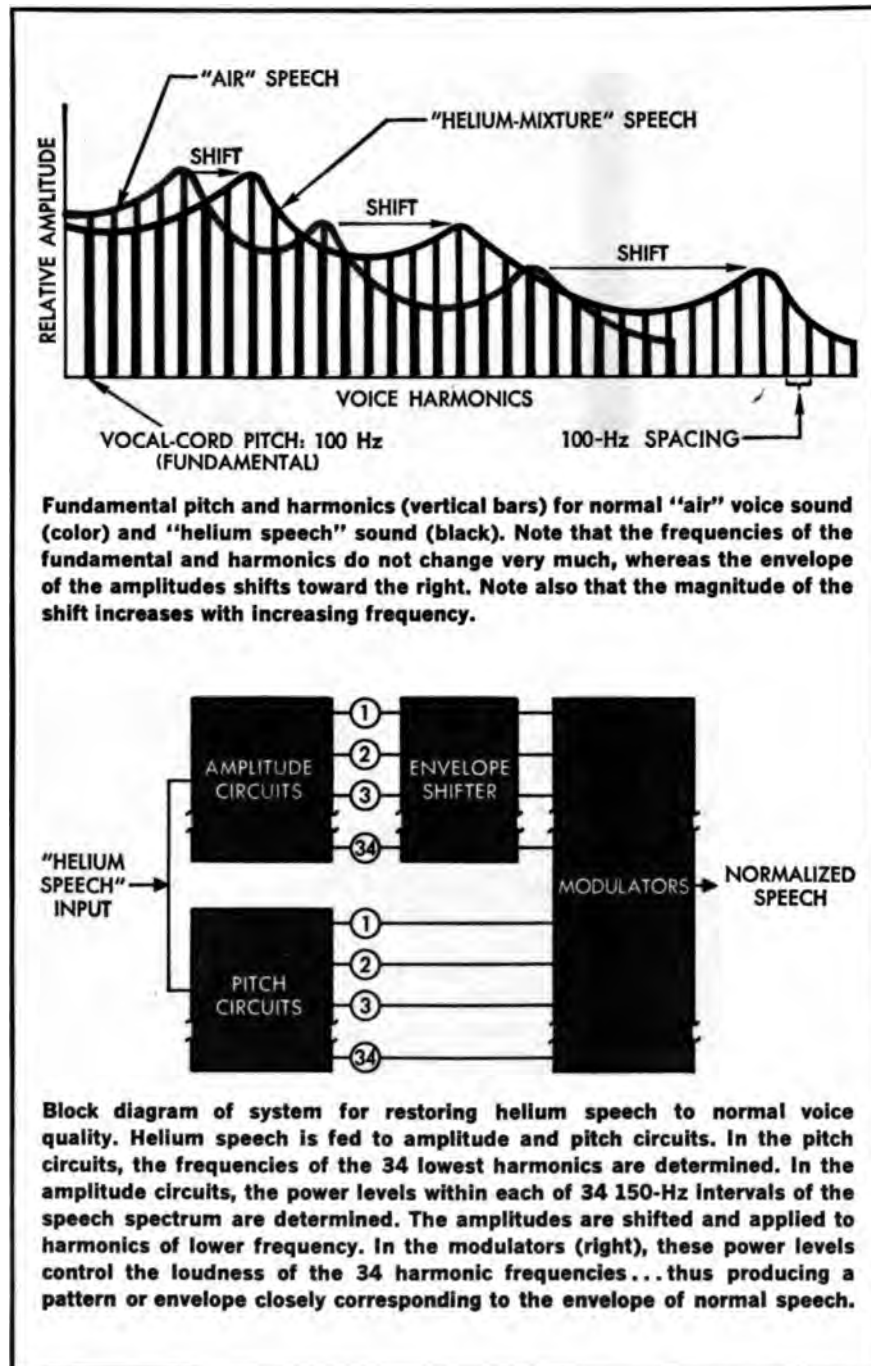 "AIR" SPEECH
"HELIUM-MIXTURE" SPEECH
SHIFT
SHIFT
SHIFT
RELATIVE AMPLITUDE
VOICE HARMONICS
VOCAL-CORD PITCH: 100 Hz
(FUNDAMENTAL)
100-Hz SPACING
Fundamental pitch and harmonics (vertical bars) for normal "air" voice sound
(color) and "helium speech" sound (black). Note that the frequencies of the
fundamental and harmonics do not change very much, whereas the envelope
of the amplitudes shifts toward the right. Note also that the magnitude of the
shift increases with increasing frequency.
AMPLITUDE
CIRCUITS
1
2
3
34
ENVELOPE
SHIFTER
"HELIUM
SPEECH"
INPUT
PITCH
CIRCUITS
1
2
3
34
MODULATORS
NORMALIZED
SPEECH
Block diagram of system for restoring helium speech to normal voice
quality. Helium speech is fed to amplitude and pitch circuits. In the pitch
circuits, the frequencies of the 34 lowest harmonics are determined. In the
amplitude circuits, the power levels within each of 34 150-Hz intervals of the
speech spectrum are determined. The amplitudes are shifted and applied to
harmonics of lower frequency. In the modulators (right), these power levels
control the loudness of the 34 harmonic frequencies...thus producing a
pattern or envelope closely corresponding to the envelope of normal speech.